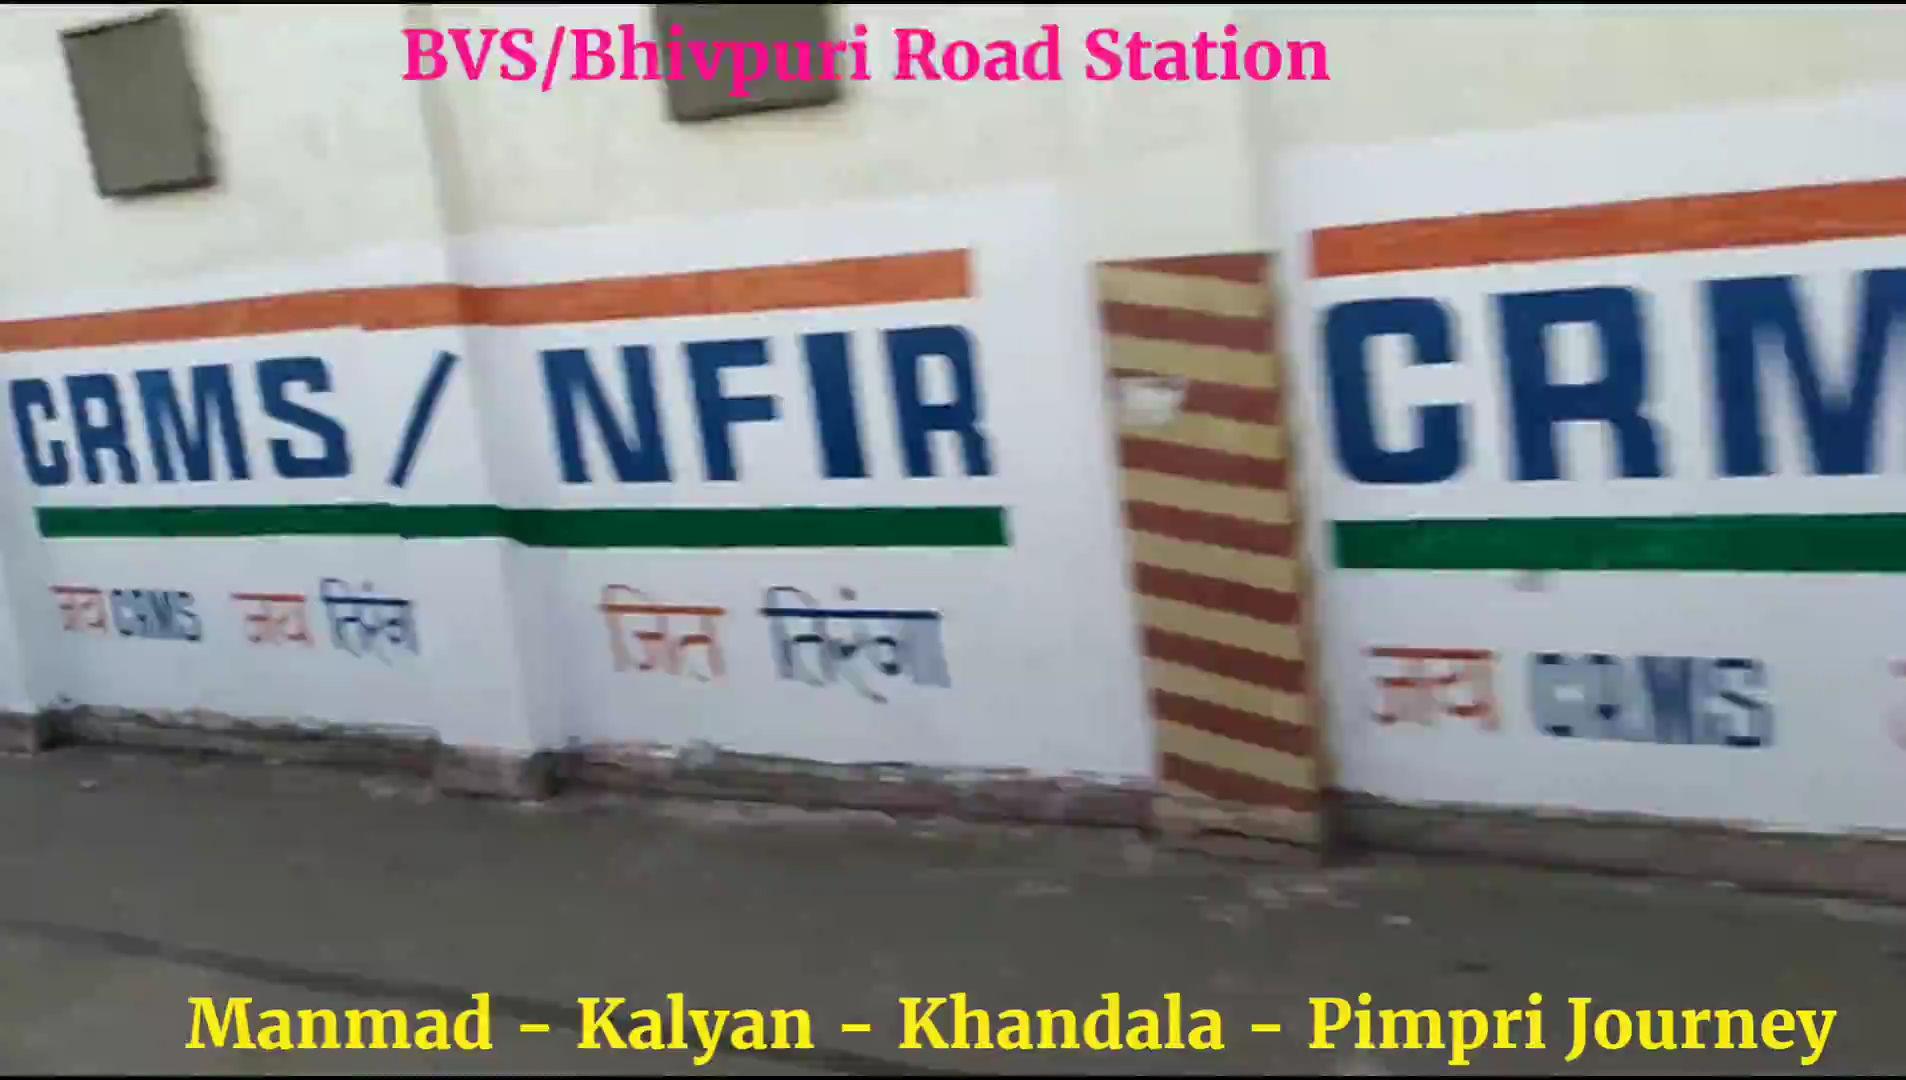 BVS/Bhivpuri Road Station
CRMS / NFIR
CRM
जय CRMS जय तिरंगा
जित तिरंगा
जय CRMS
Manmad - Kalyan - Khandala - Pimpri Journey